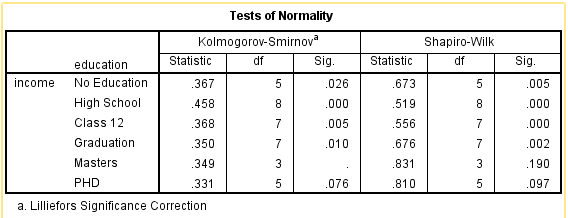 Tests of Normality
Kolmogorov-Smirnovᵃ Shapiro-Wilk
education Statistic df Sig. Statistic df Sig.
income No Education .367 5 .026 .673 5 .005
High School .458 8 .000 .519 8 .000
Class 12 .368 7 .005 .556 7 .000
Graduation .350 7 .010 .676 7 .002
Masters .349 3 . .831 3 .190
PHD .331 5 .076 .810 5 .097
a. Lilliefors Significance Correction